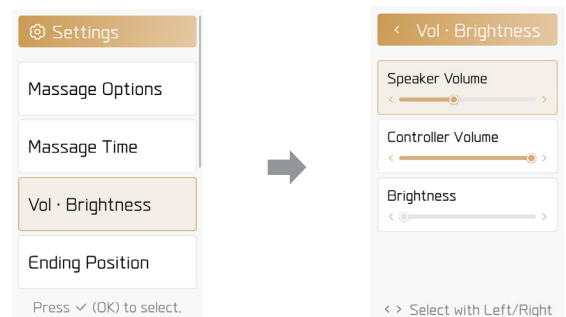 Settings
Massage Options
Massage Time
Vol · Brightness
Ending Position
Press ✓ (OK) to select.
< Vol · Brightness
Speaker Volume
< >
Controller Volume
< >
Brightness
< >
< > Select with Left/Right